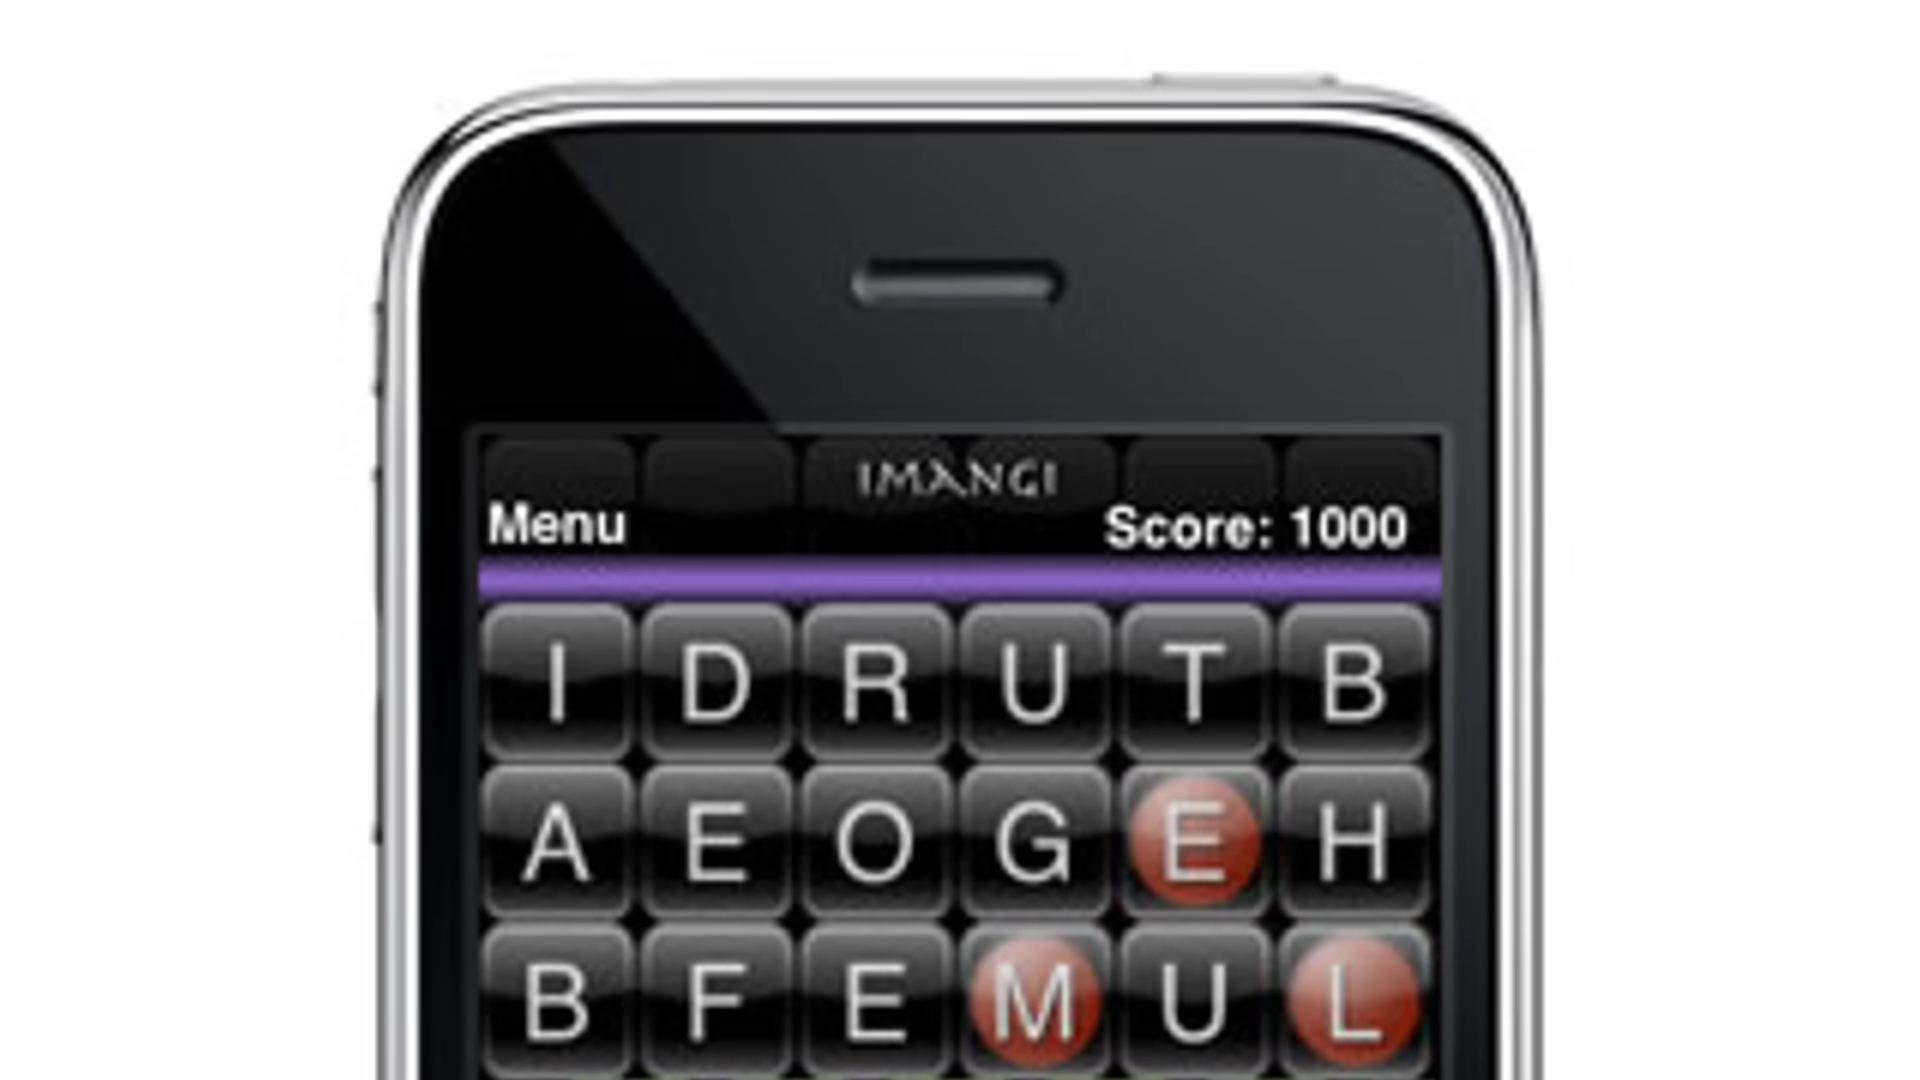 IMANGI
Menu Score: 1000
I D R U T B
A E O G E H
B F E M U L